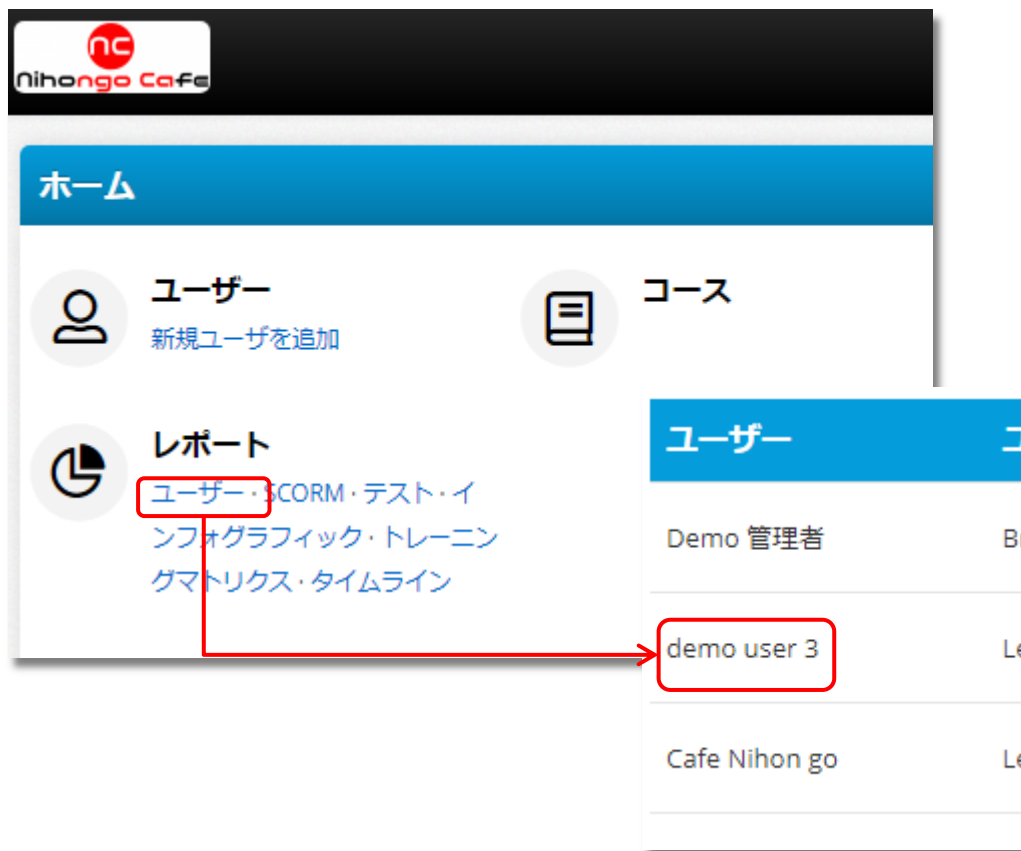 nc
Nihongo Cafe
ホーム
ユーザー
新規ユーザを追加
コース
レポート
ユーザー · SCORM · テスト · イ
ンフォグラフィック · トレーニン
グマトリクス · タイムライン
ユーザー
Demo 管理者
demo user 3
Le
Cafe Nihon go
Le